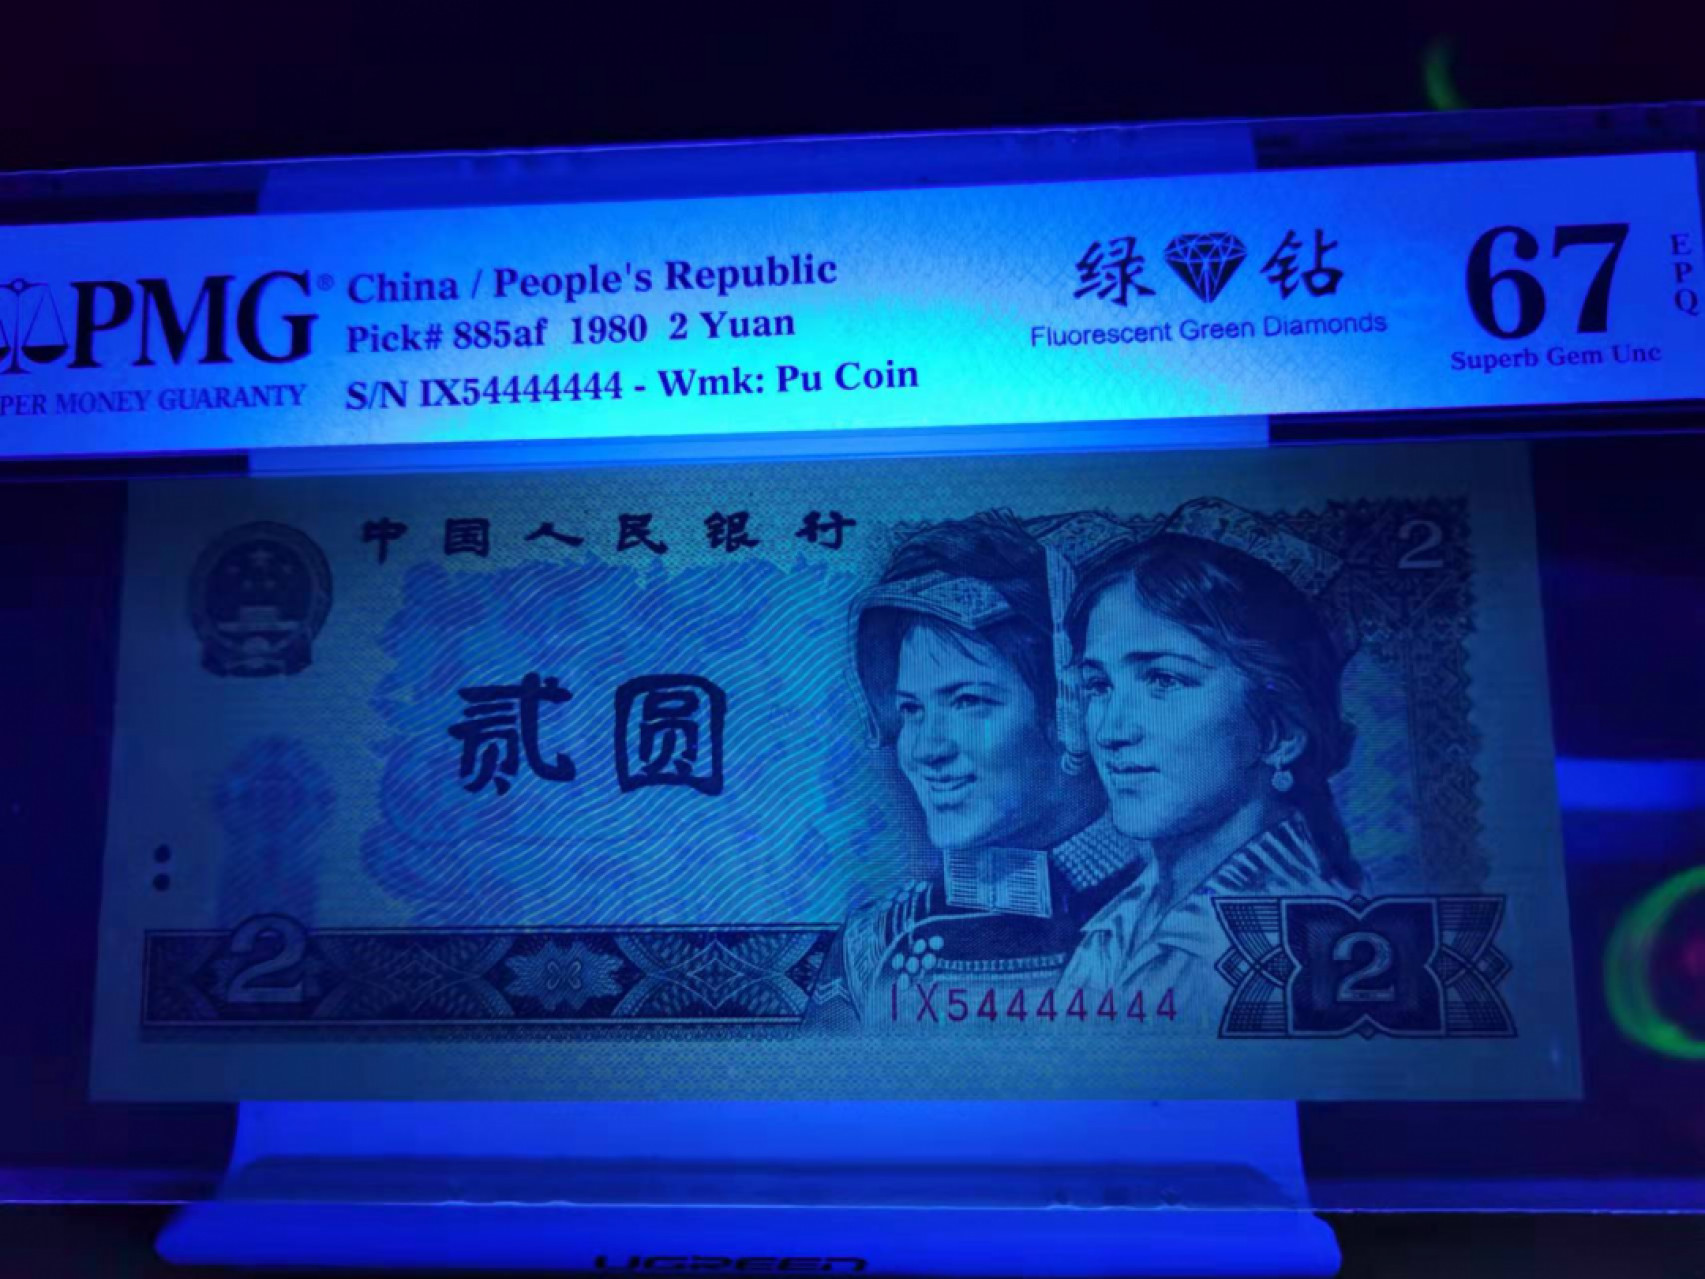 PMG®
PER MONEY GUARANTY
China / People's Republic
Pick# 885af 1980 2 Yuan
S/N IX54444444 - Wmk: Pu Coin
绿 钻
Fluorescent Green Diamonds
67
EPQ
Superb Gem Unc
中国人民银行
2
贰圆
2
IX54444444
2
UGREEN